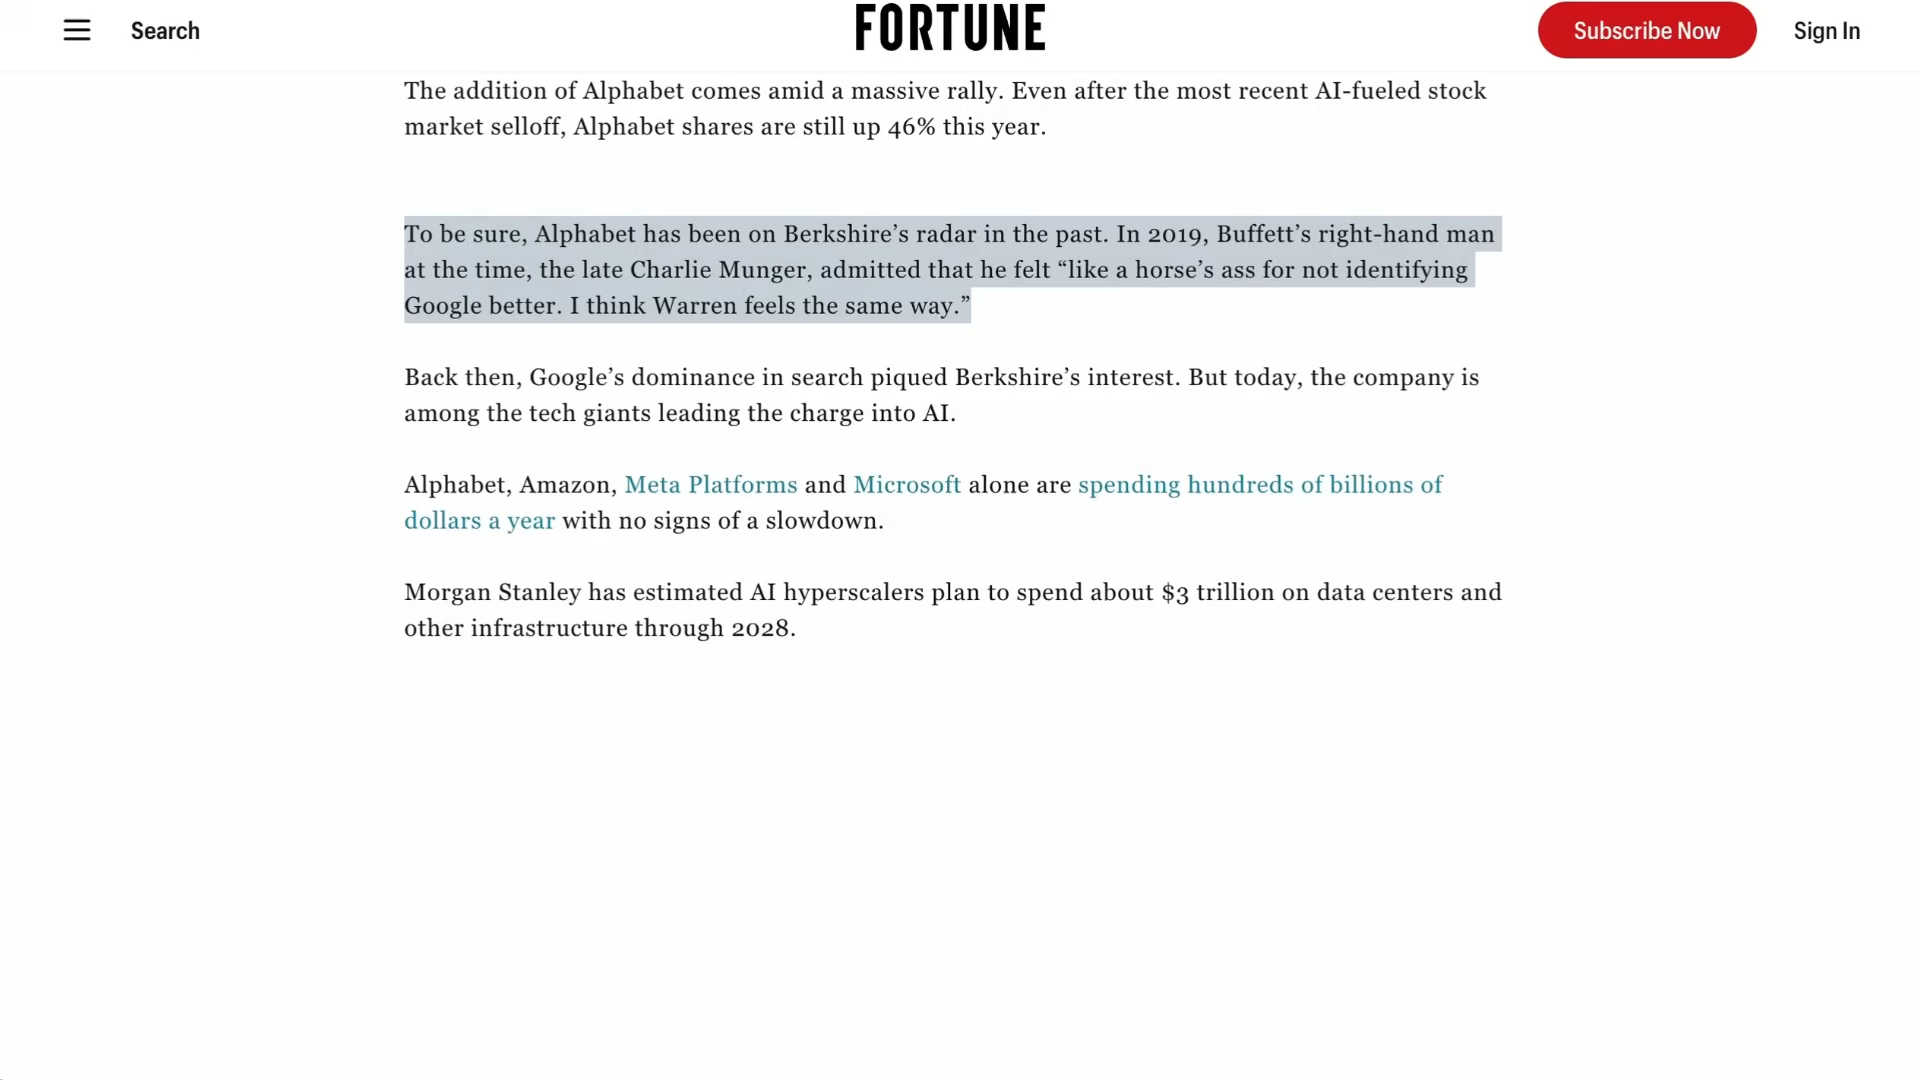 Search
FORTUNE
Subscribe Now
Sign In
The addition of Alphabet comes amid a massive rally. Even after the most recent AI-fueled stock
market selloff, Alphabet shares are still up 46% this year.
To be sure, Alphabet has been on Berkshire’s radar in the past. In 2019, Buffett’s right-hand man
at the time, the late Charlie Munger, admitted that he felt “like a horse’s ass for not identifying
Google better. I think Warren feels the same way.”
Back then, Google’s dominance in search piqued Berkshire’s interest. But today, the company is
among the tech giants leading the charge into AI.
Alphabet, Amazon, Meta Platforms and Microsoft alone are spending hundreds of billions of
dollars a year with no signs of a slowdown.
Morgan Stanley has estimated AI hyperscalers plan to spend about $3 trillion on data centers and
other infrastructure through 2028.